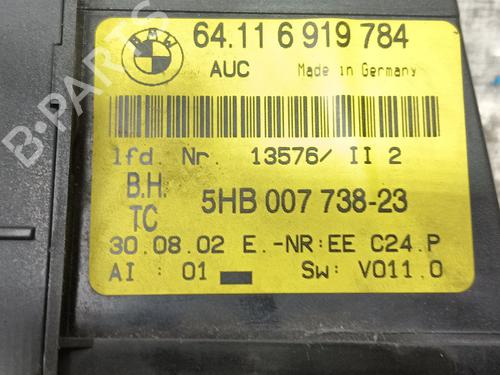 BMW
64.11 6 919 784
AUC Made in Germany
lfd. Nr. 13576/ II 2
B.H.
TC 5HB 007 738-23
30.08.02 E.-NR:EE C24.P
AI : 01 Sw: V011.0
B-PARTS